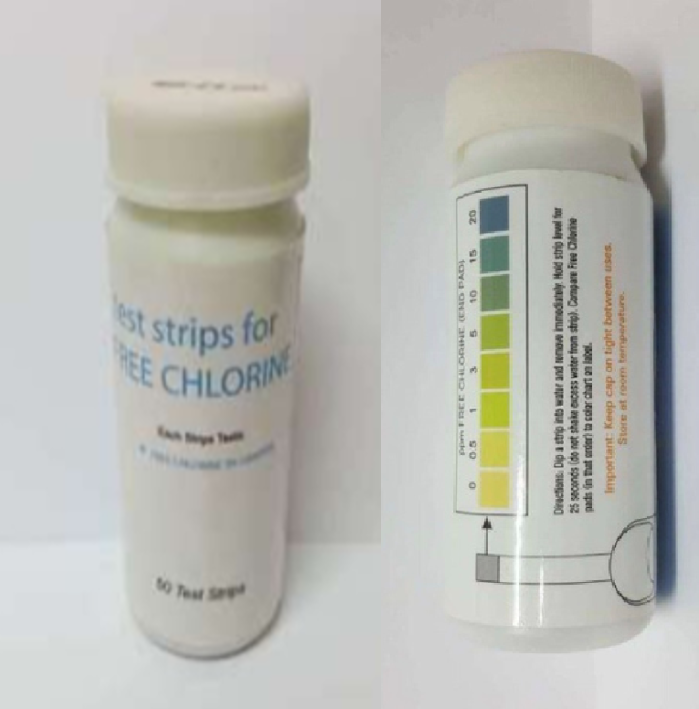 Test strips for
FREE CHLORINE
Each Strips Tests
50 Test Strips
ppm FREE CHLORINE (END PAD)
0 0.5 1 3 5 10 15 20
Directions: Dip a strip into water and remove immediately. Hold strip level for
25 seconds (do not shake excess water from strip). Compare Free Chlorine
pads (in that order) to color chart on label.
Important: Keep cap on tight between uses.
Store at room temperature.